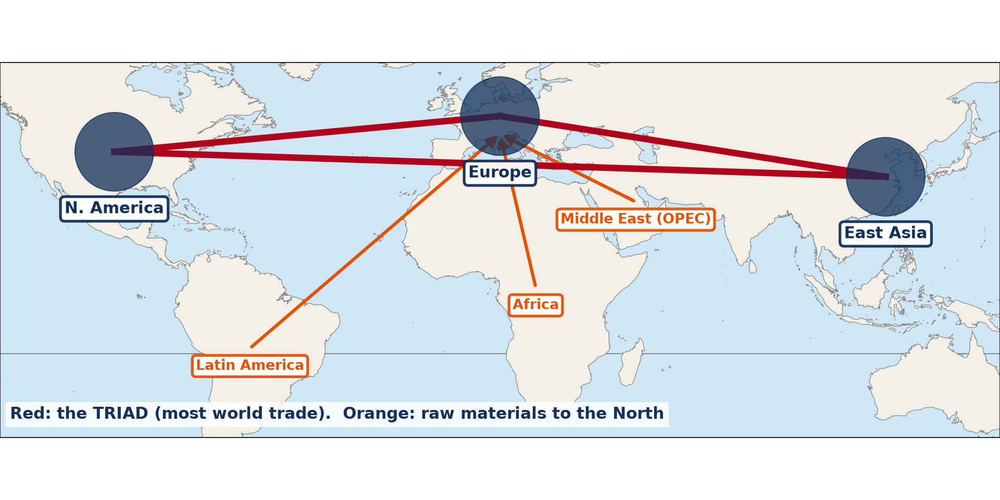 Europe
N. America
Middle East (OPEC)
East Asia
Africa
Latin America
Red: the TRIAD (most world trade).  Orange: raw materials to the North